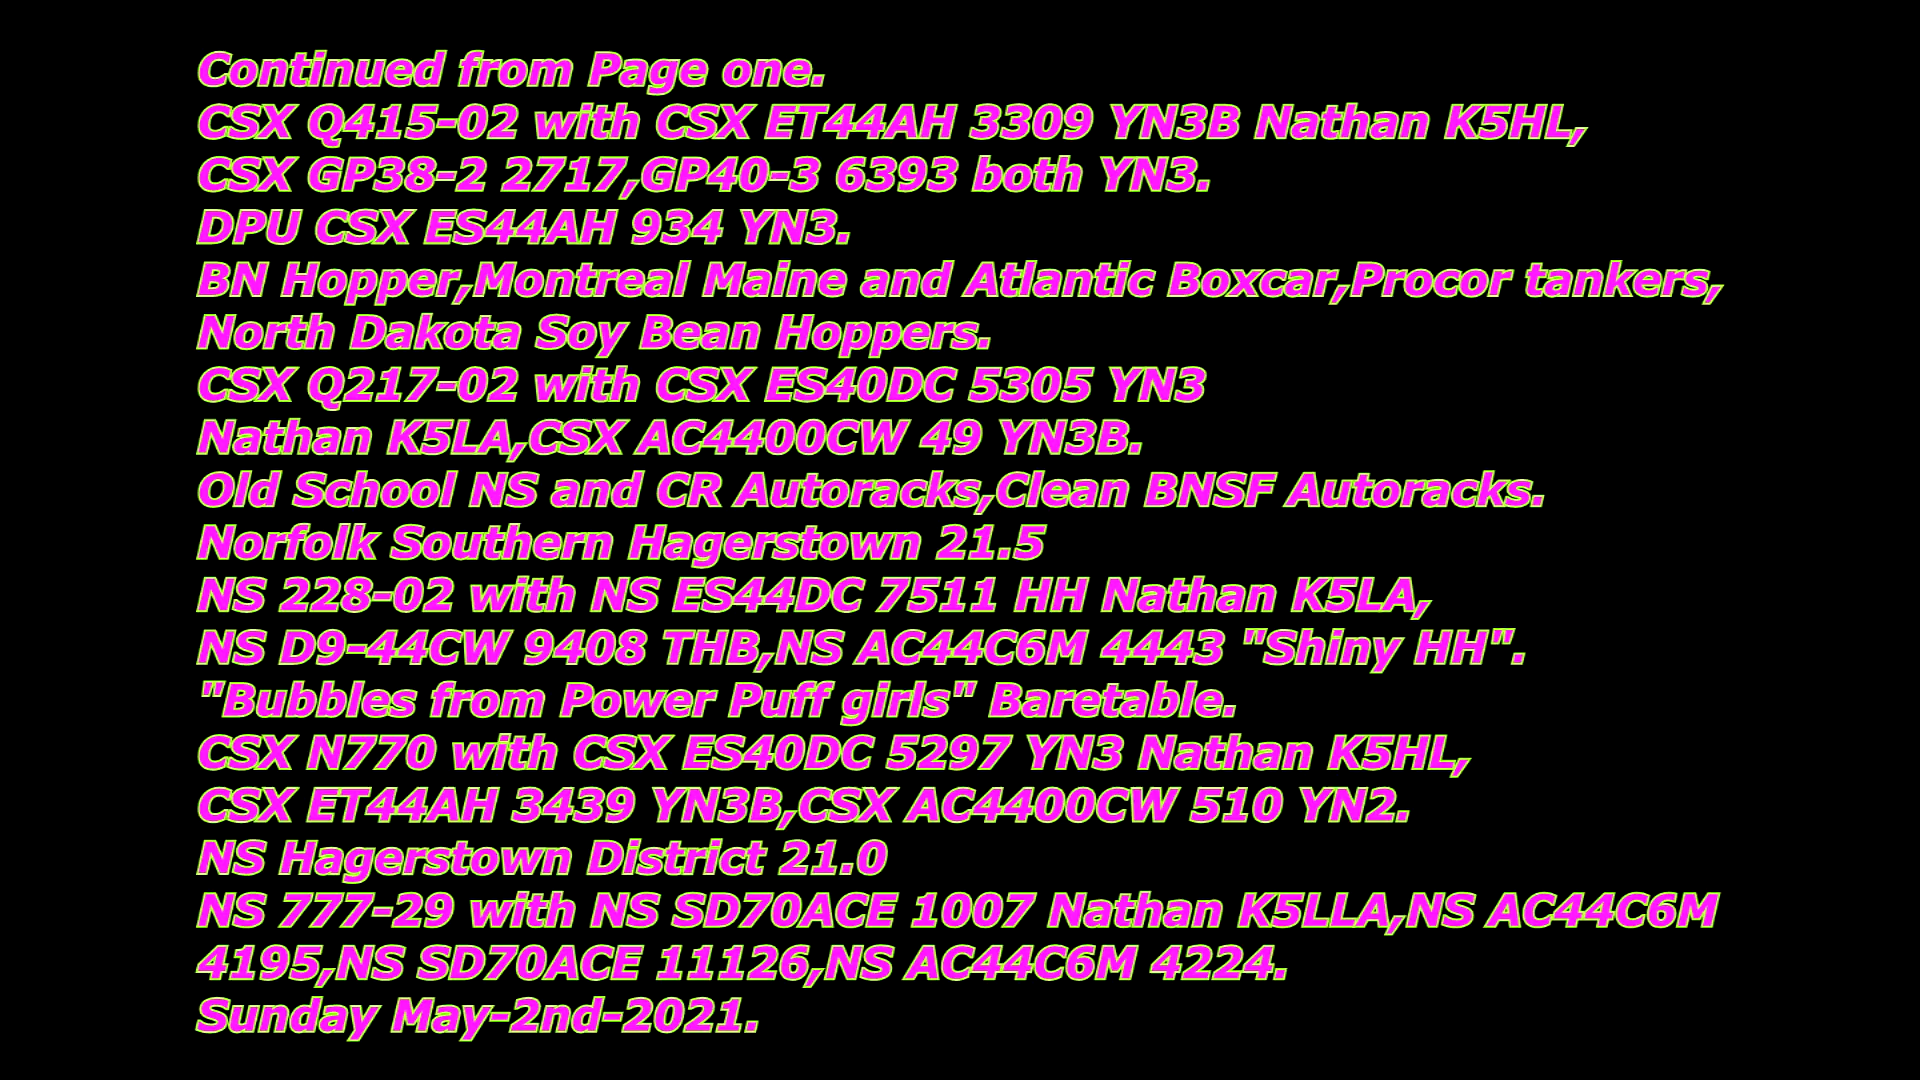 Continued from Page one.
CSX Q415-02 with CSX ET44AH 3309 YN3B Nathan K5HL,
CSX GP38-2 2717,GP40-3 6393 both YN3.
DPU CSX ES44AH 934 YN3.
BN Hopper,Montreal Maine and Atlantic Boxcar,Procor tankers,
North Dakota Soy Bean Hoppers.
CSX Q217-02 with CSX ES40DC 5305 YN3
Nathan K5LA,CSX AC4400CW 49 YN3B.
Old School NS and CR Autoracks,Clean BNSF Autoracks.
Norfolk Southern Hagerstown 21.5
NS 228-02 with NS ES44DC 7511 HH Nathan K5LA,
NS D9-44CW 9408 THB,NS AC44C6M 4443 "Shiny HH".
"Bubbles from Power Puff girls" Baretable.
CSX N770 with CSX ES40DC 5297 YN3 Nathan K5HL,
CSX ET44AH 3439 YN3B,CSX AC4400CW 510 YN2.
NS Hagerstown District 21.0
NS 777-29 with NS SD70ACE 1007 Nathan K5LLA,NS AC44C6M
4195,NS SD70ACE 11126,NS AC44C6M 4224.
Sunday May-2nd-2021.